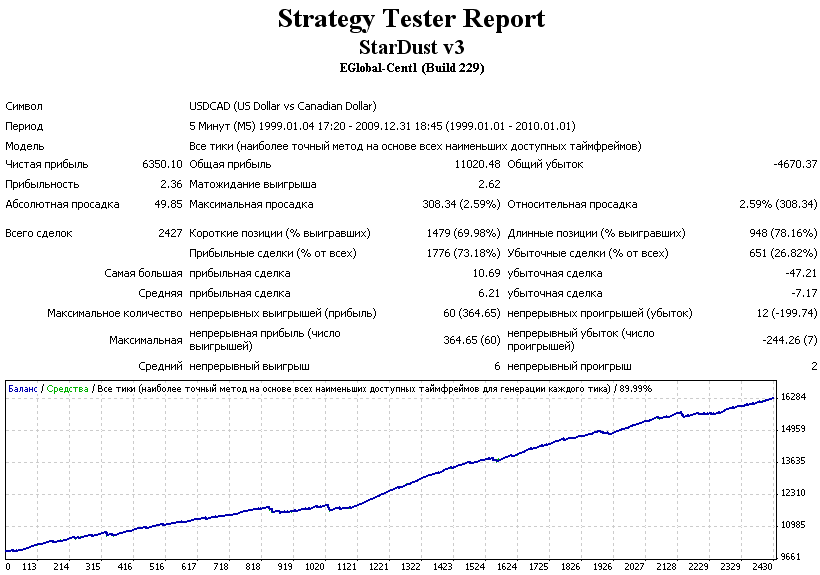 Strategy Tester Report
StarDust v3
EGlobal-Cent1 (Build 229)
Символ USDCAD (US Dollar vs Canadian Dollar)
Период 5 Минут (M5) 1999.01.04 17:20 - 2009.12.31 18:45 (1999.01.01 - 2010.01.01)
Модель Все тики (наиболее точный метод на основе всех наименьших доступных таймфреймов)
Чистая прибыль 6350.10 Общая прибыль 11020.48 Общий убыток -4670.37
Прибыльность 2.36 Матожидание выигрыша 2.62
Абсолютная просадка 49.85 Максимальная просадка 308.34 (2.59%) Относительная просадка 2.59% (308.34)
Всего сделок 2427 Короткие позиции (% выигравших) 1479 (69.98%) Длинные позиции (% выигравших) 948 (78.16%)
Прибыльные сделки (% от всех) 1776 (73.18%) Убыточные сделки (% от всех) 651 (26.82%)
Самая большая прибыльная сделка 10.69 убыточная сделка -47.21
Средняя прибыльная сделка 6.21 убыточная сделка -7.17
Максимальное количество непрерывных выигрышей (прибыль) 60 (364.65) непрерывных проигрышей (убыток) 12 (-199.74)
Максимальная непрерывная прибыль (число выигрышей) 364.65 (60) непрерывный убыток (число проигрышей) -244.26 (7)
Средний непрерывный выигрыш 6 непрерывный проигрыш 2
Баланс / Средства / Все тики (наиболее точный метод на основе всех наименьших доступных таймфреймов для генерации каждого тика) / 89.99%
16284
14959
13635
12310
10985
9661
0 113 214 315 416 516 617 718 818 919 1020 1121 1221 1322 1423 1524 1624 1725 1826 1926 2027 2128 2229 2329 2430